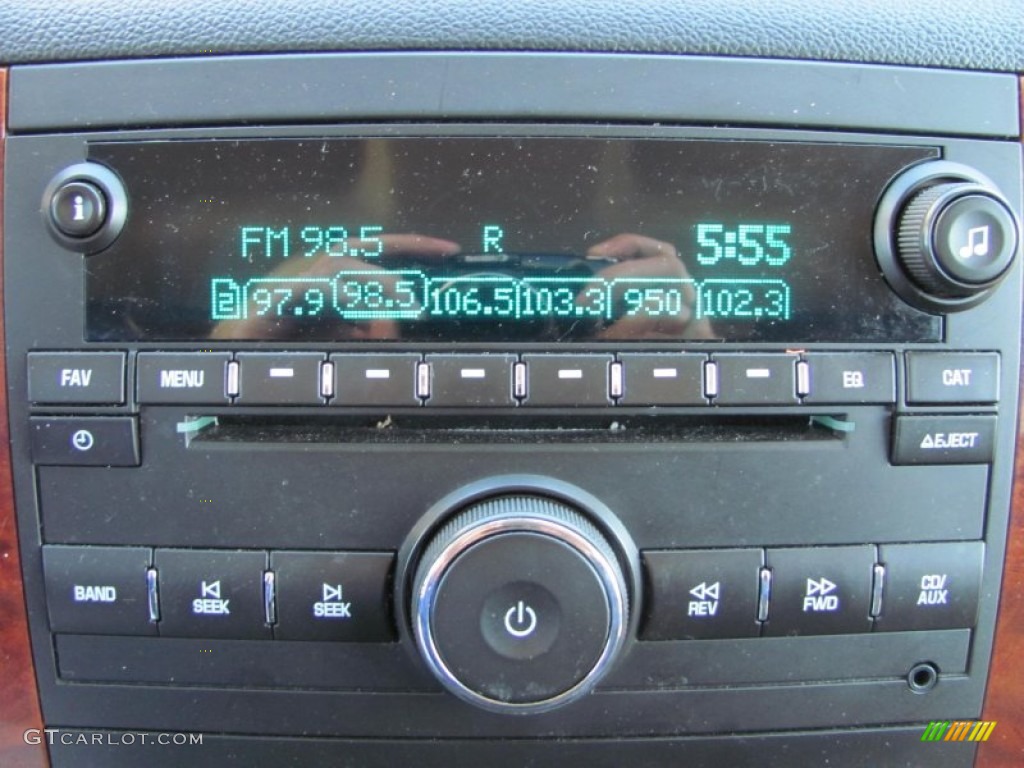 i
FM 98.5 R 5:55
2 97.9 98.5 106.5 103.3 950 102.3
FAV MENU EQ CAT
EJECT
BAND SEEK SEEK REV FWD CD/AUX
GTCARLOT.COM